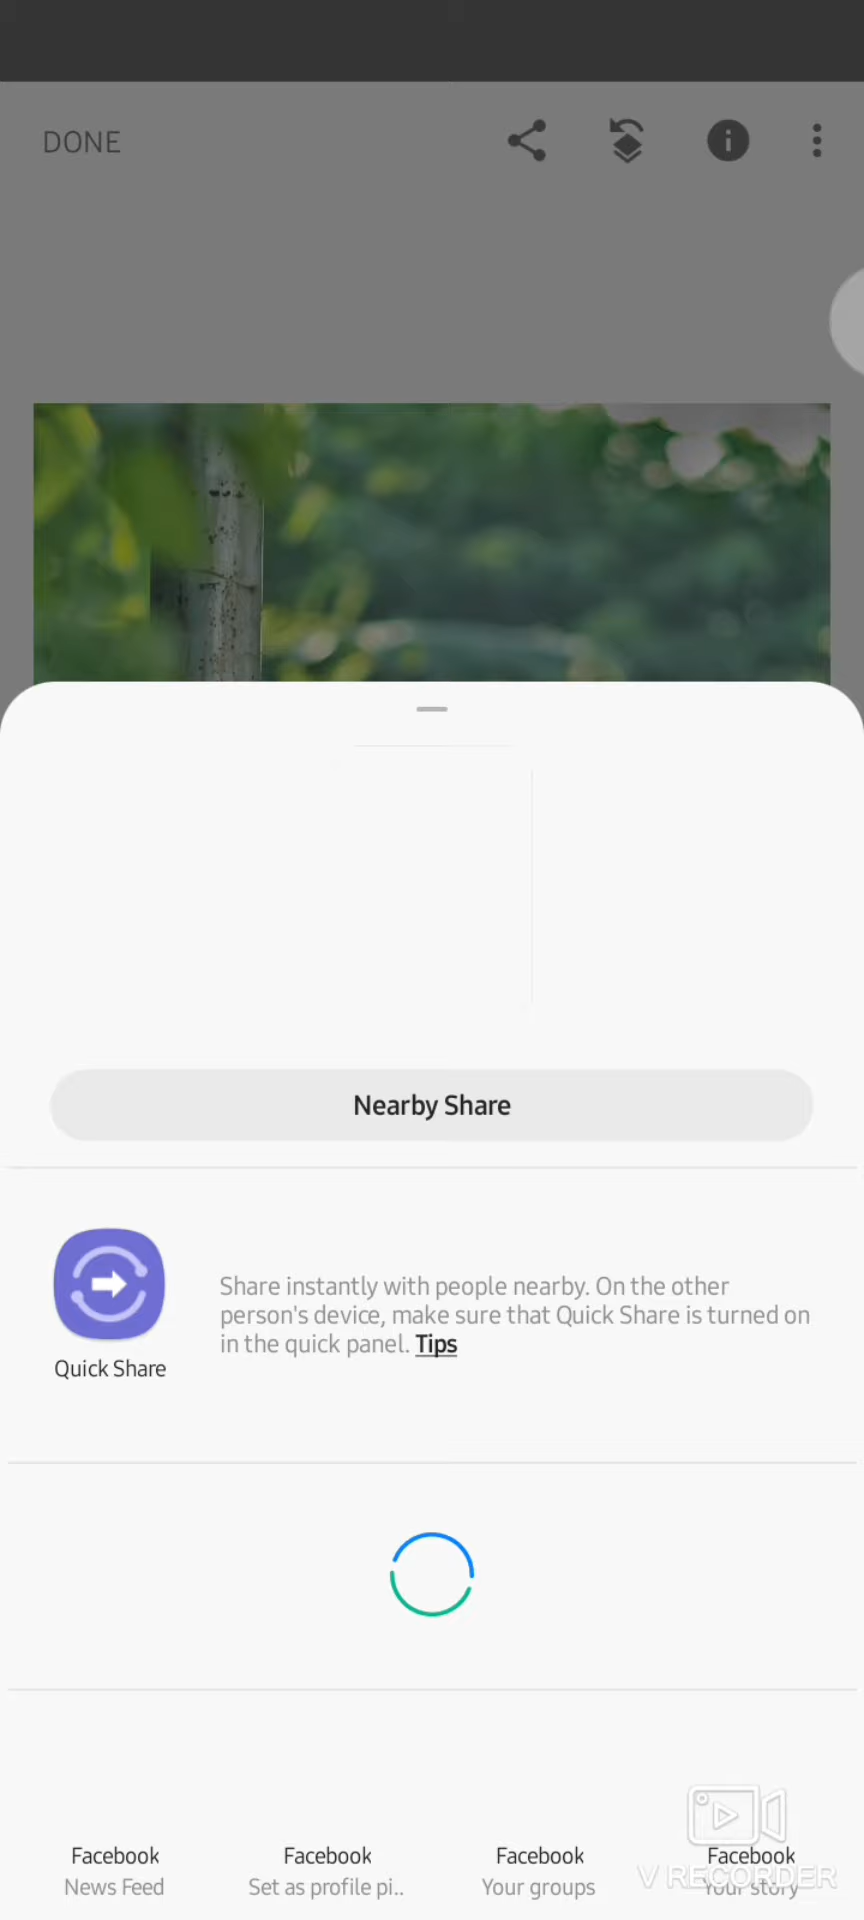 DONE
Nearby Share
Share instantly with people nearby. On the other
person's device, make sure that Quick Share is turned on
in the quick panel. Tips
Quick Share
Facebook
News Feed
Facebook
Set as profile pi..
Facebook
Your groups
Facebook
Your story
V RECORDER